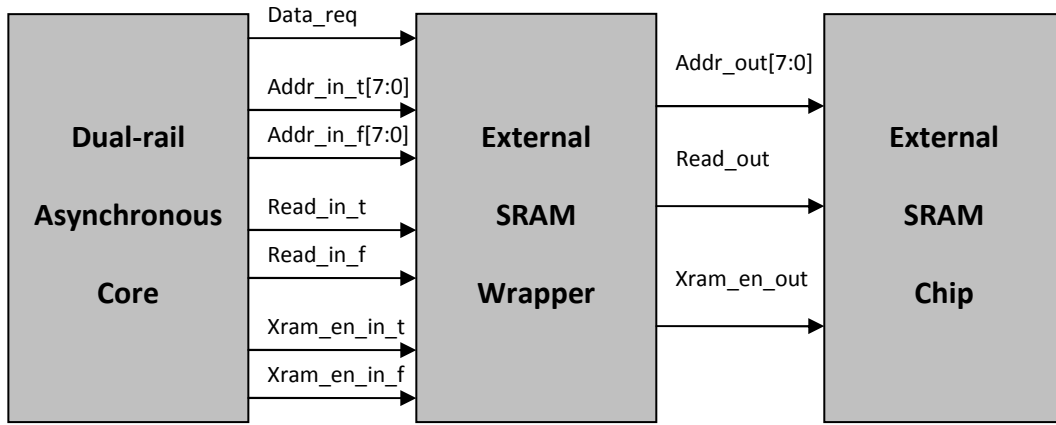 Dual-rail
Asynchronous
Core
Data_req
Addr_in_t[7:0]
Addr_in_f[7:0]
Read_in_t
Read_in_f
Xram_en_in_t
Xram_en_in_f
External
SRAM
Wrapper
Addr_out[7:0]
Read_out
Xram_en_out
External
SRAM
Chip